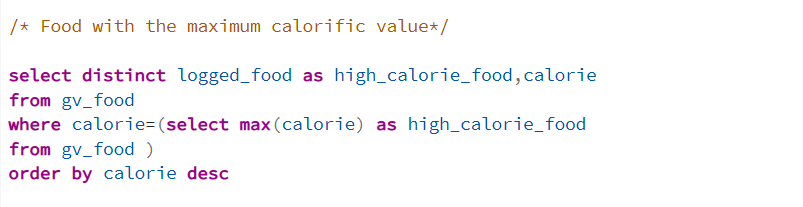 /* Food with the maximum calorific value*/
select distinct logged_food as high_calorie_food,calorie
from gv_food
where calorie=(select max(calorie) as high_calorie_food
from gv_food )
order by calorie desc